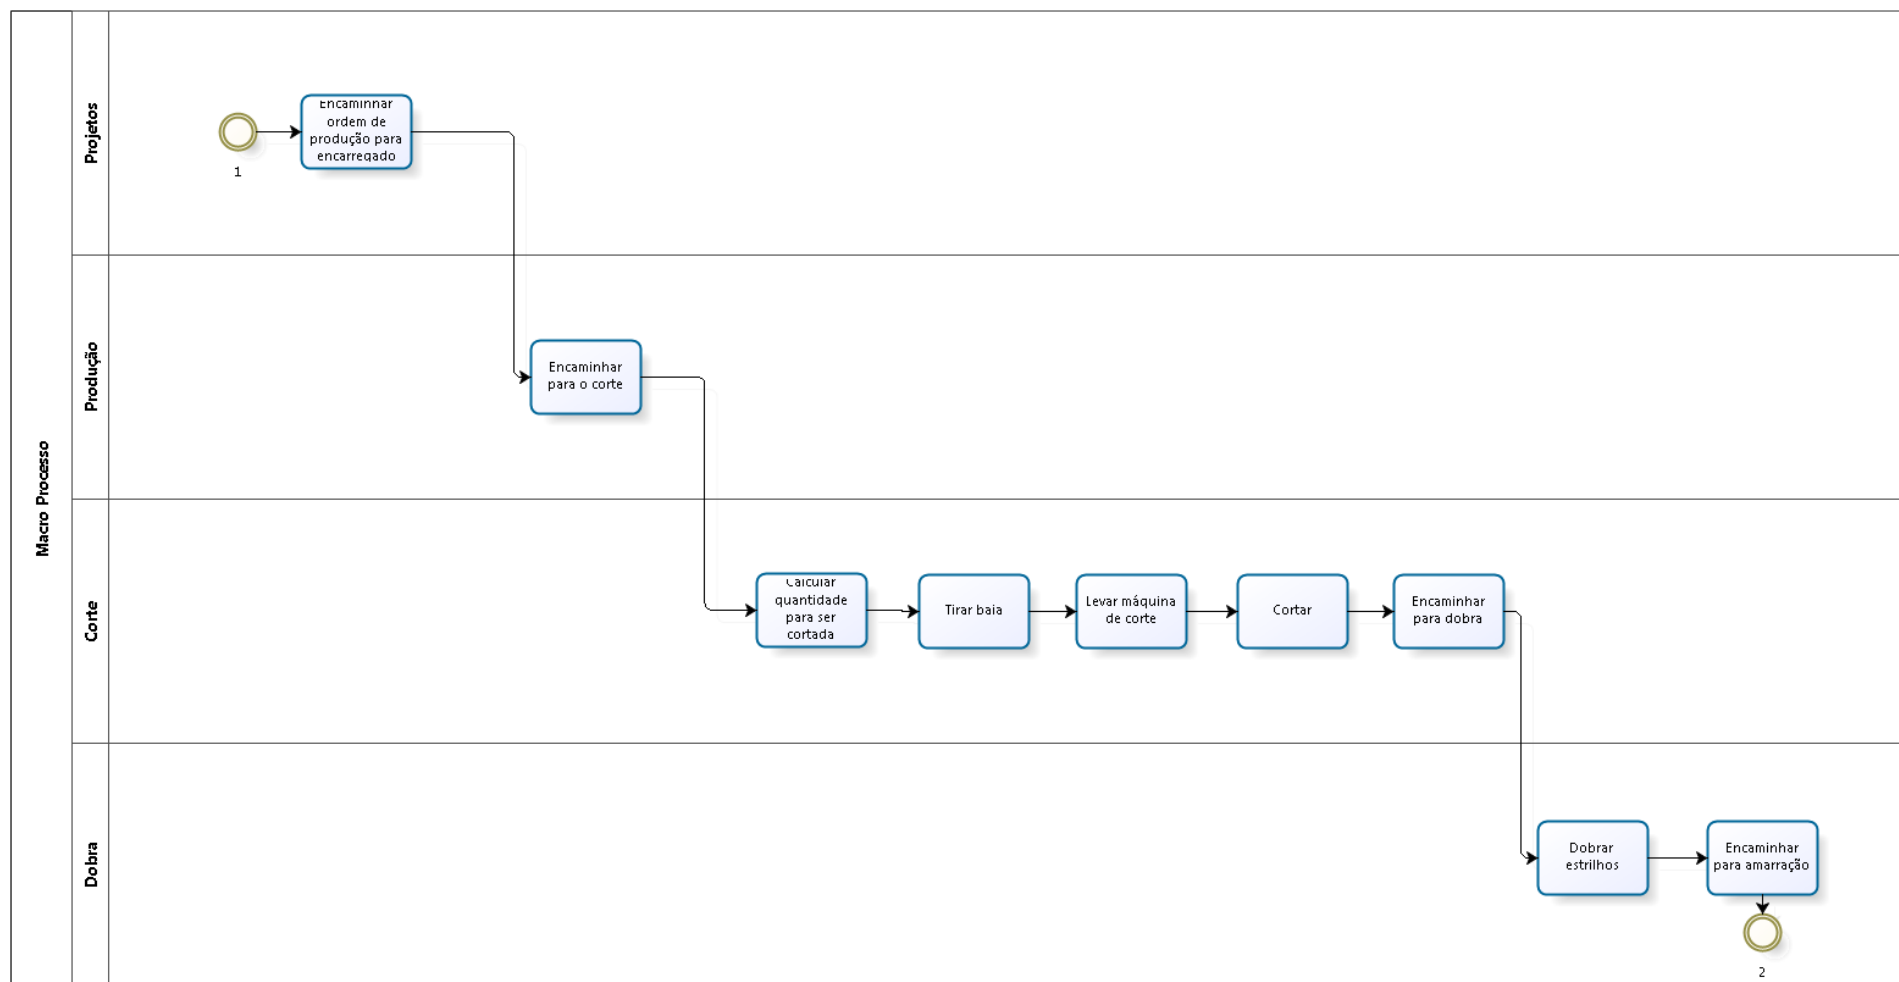 Macro Processo
Projetos
1
Encaminhar
ordem de
produção para
encarregado
Produção
Encaminhar
para o corte
Corte
Calcular
quantidade
para ser
cortada
Tirar baia
Levar máquina
de corte
Cortar
Encaminhar
para dobra
Dobra
Dobrar
estrilhos
Encaminhar
para amarração
2